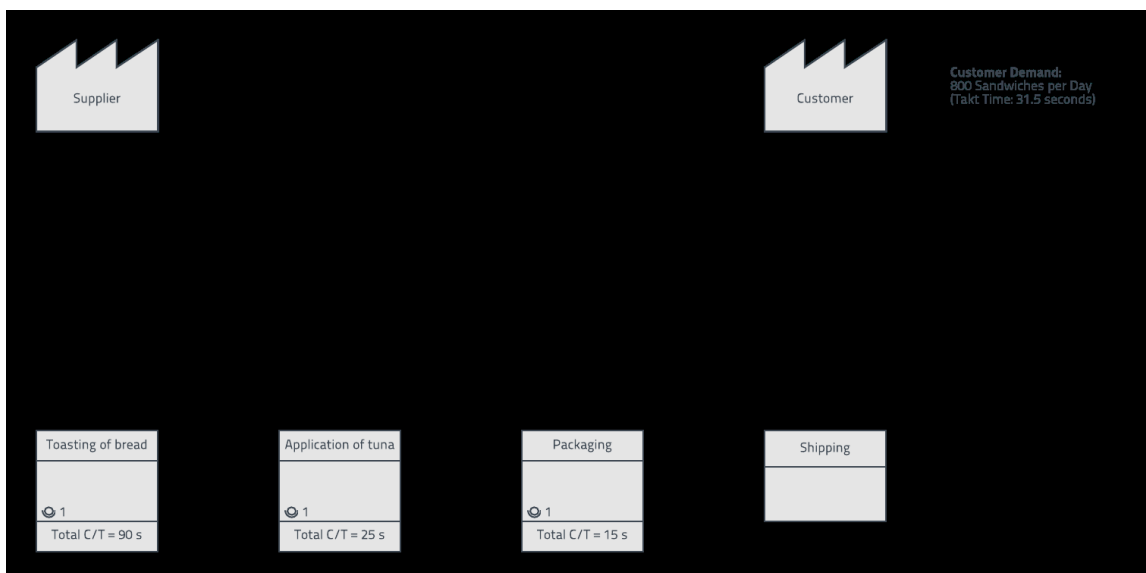 Supplier
Customer
Customer Demand:
800 Sandwiches per Day
(Takt Time: 31.5 seconds)
Toasting of bread
1
Total C/T = 90 s
Application of tuna
1
Total C/T = 25 s
Packaging
1
Total C/T = 15 s
Shipping